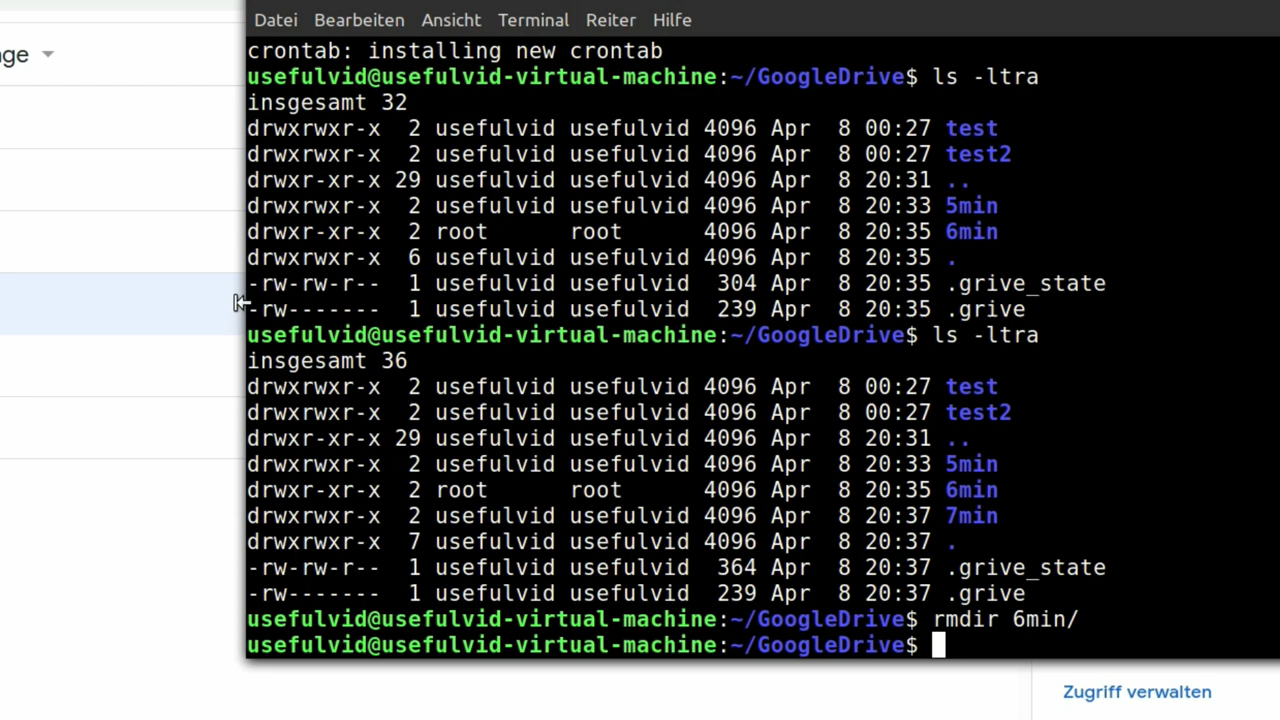 Datei Bearbeiten Ansicht Terminal Reiter Hilfe
ge
crontab: installing new crontab
usefulvid@usefulvid-virtual-machine:~/GoogleDrive$ ls -ltra
insgesamt 32
drwxrwxr-x  2 usefulvid usefulvid 4096 Apr  8 00:27 test
drwxrwxr-x  2 usefulvid usefulvid 4096 Apr  8 00:27 test2
drwxr-xr-x 29 usefulvid usefulvid 4096 Apr  8 20:31 ..
drwxrwxr-x  2 usefulvid usefulvid 4096 Apr  8 20:33 5min
drwxr-xr-x  2 root      root      4096 Apr  8 20:35 6min
drwxrwxr-x  6 usefulvid usefulvid 4096 Apr  8 20:35 .
-rw-rw-r--  1 usefulvid usefulvid  304 Apr  8 20:35 .grive_state
-rw-------  1 usefulvid usefulvid  239 Apr  8 20:35 .grive
usefulvid@usefulvid-virtual-machine:~/GoogleDrive$ ls -ltra
insgesamt 36
drwxrwxr-x  2 usefulvid usefulvid 4096 Apr  8 00:27 test
drwxrwxr-x  2 usefulvid usefulvid 4096 Apr  8 00:27 test2
drwxr-xr-x 29 usefulvid usefulvid 4096 Apr  8 20:31 ..
drwxrwxr-x  2 usefulvid usefulvid 4096 Apr  8 20:33 5min
drwxr-xr-x  2 root      root      4096 Apr  8 20:35 6min
drwxrwxr-x  2 usefulvid usefulvid 4096 Apr  8 20:37 7min
drwxrwxr-x  7 usefulvid usefulvid 4096 Apr  8 20:37 .
-rw-rw-r--  1 usefulvid usefulvid  364 Apr  8 20:37 .grive_state
-rw-------  1 usefulvid usefulvid  239 Apr  8 20:37 .grive
usefulvid@usefulvid-virtual-machine:~/GoogleDrive$ rmdir 6min/
usefulvid@usefulvid-virtual-machine:~/GoogleDrive$
Zugriff verwalten